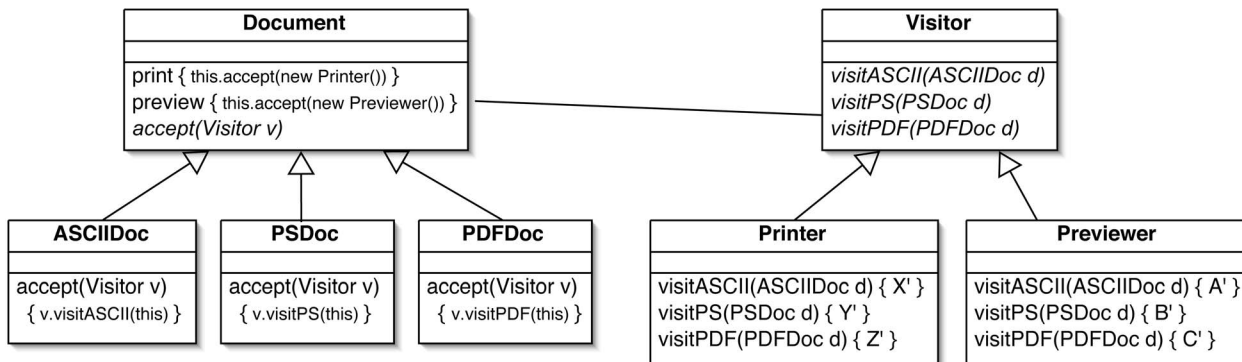 Document
print { this.accept(new Printer()) }
preview { this.accept(new Previewer()) }
accept(Visitor v)
Visitor
visitASCII(ASCIIDoc d)
visitPS(PSDoc d)
visitPDF(PDFDoc d)
ASCIIDoc
accept(Visitor v)
{ v.visitASCII(this) }
PSDoc
accept(Visitor v)
{ v.visitPS(this) }
PDFDoc
accept(Visitor v)
{ v.visitPDF(this) }
Printer
visitASCII(ASCIIDoc d) { X' }
visitPS(PSDoc d) { Y' }
visitPDF(PDFDoc d) { Z' }
Previewer
visitASCII(ASCIIDoc d) { A' }
visitPS(PSDoc d) { B' }
visitPDF(PDFDoc d) { C' }